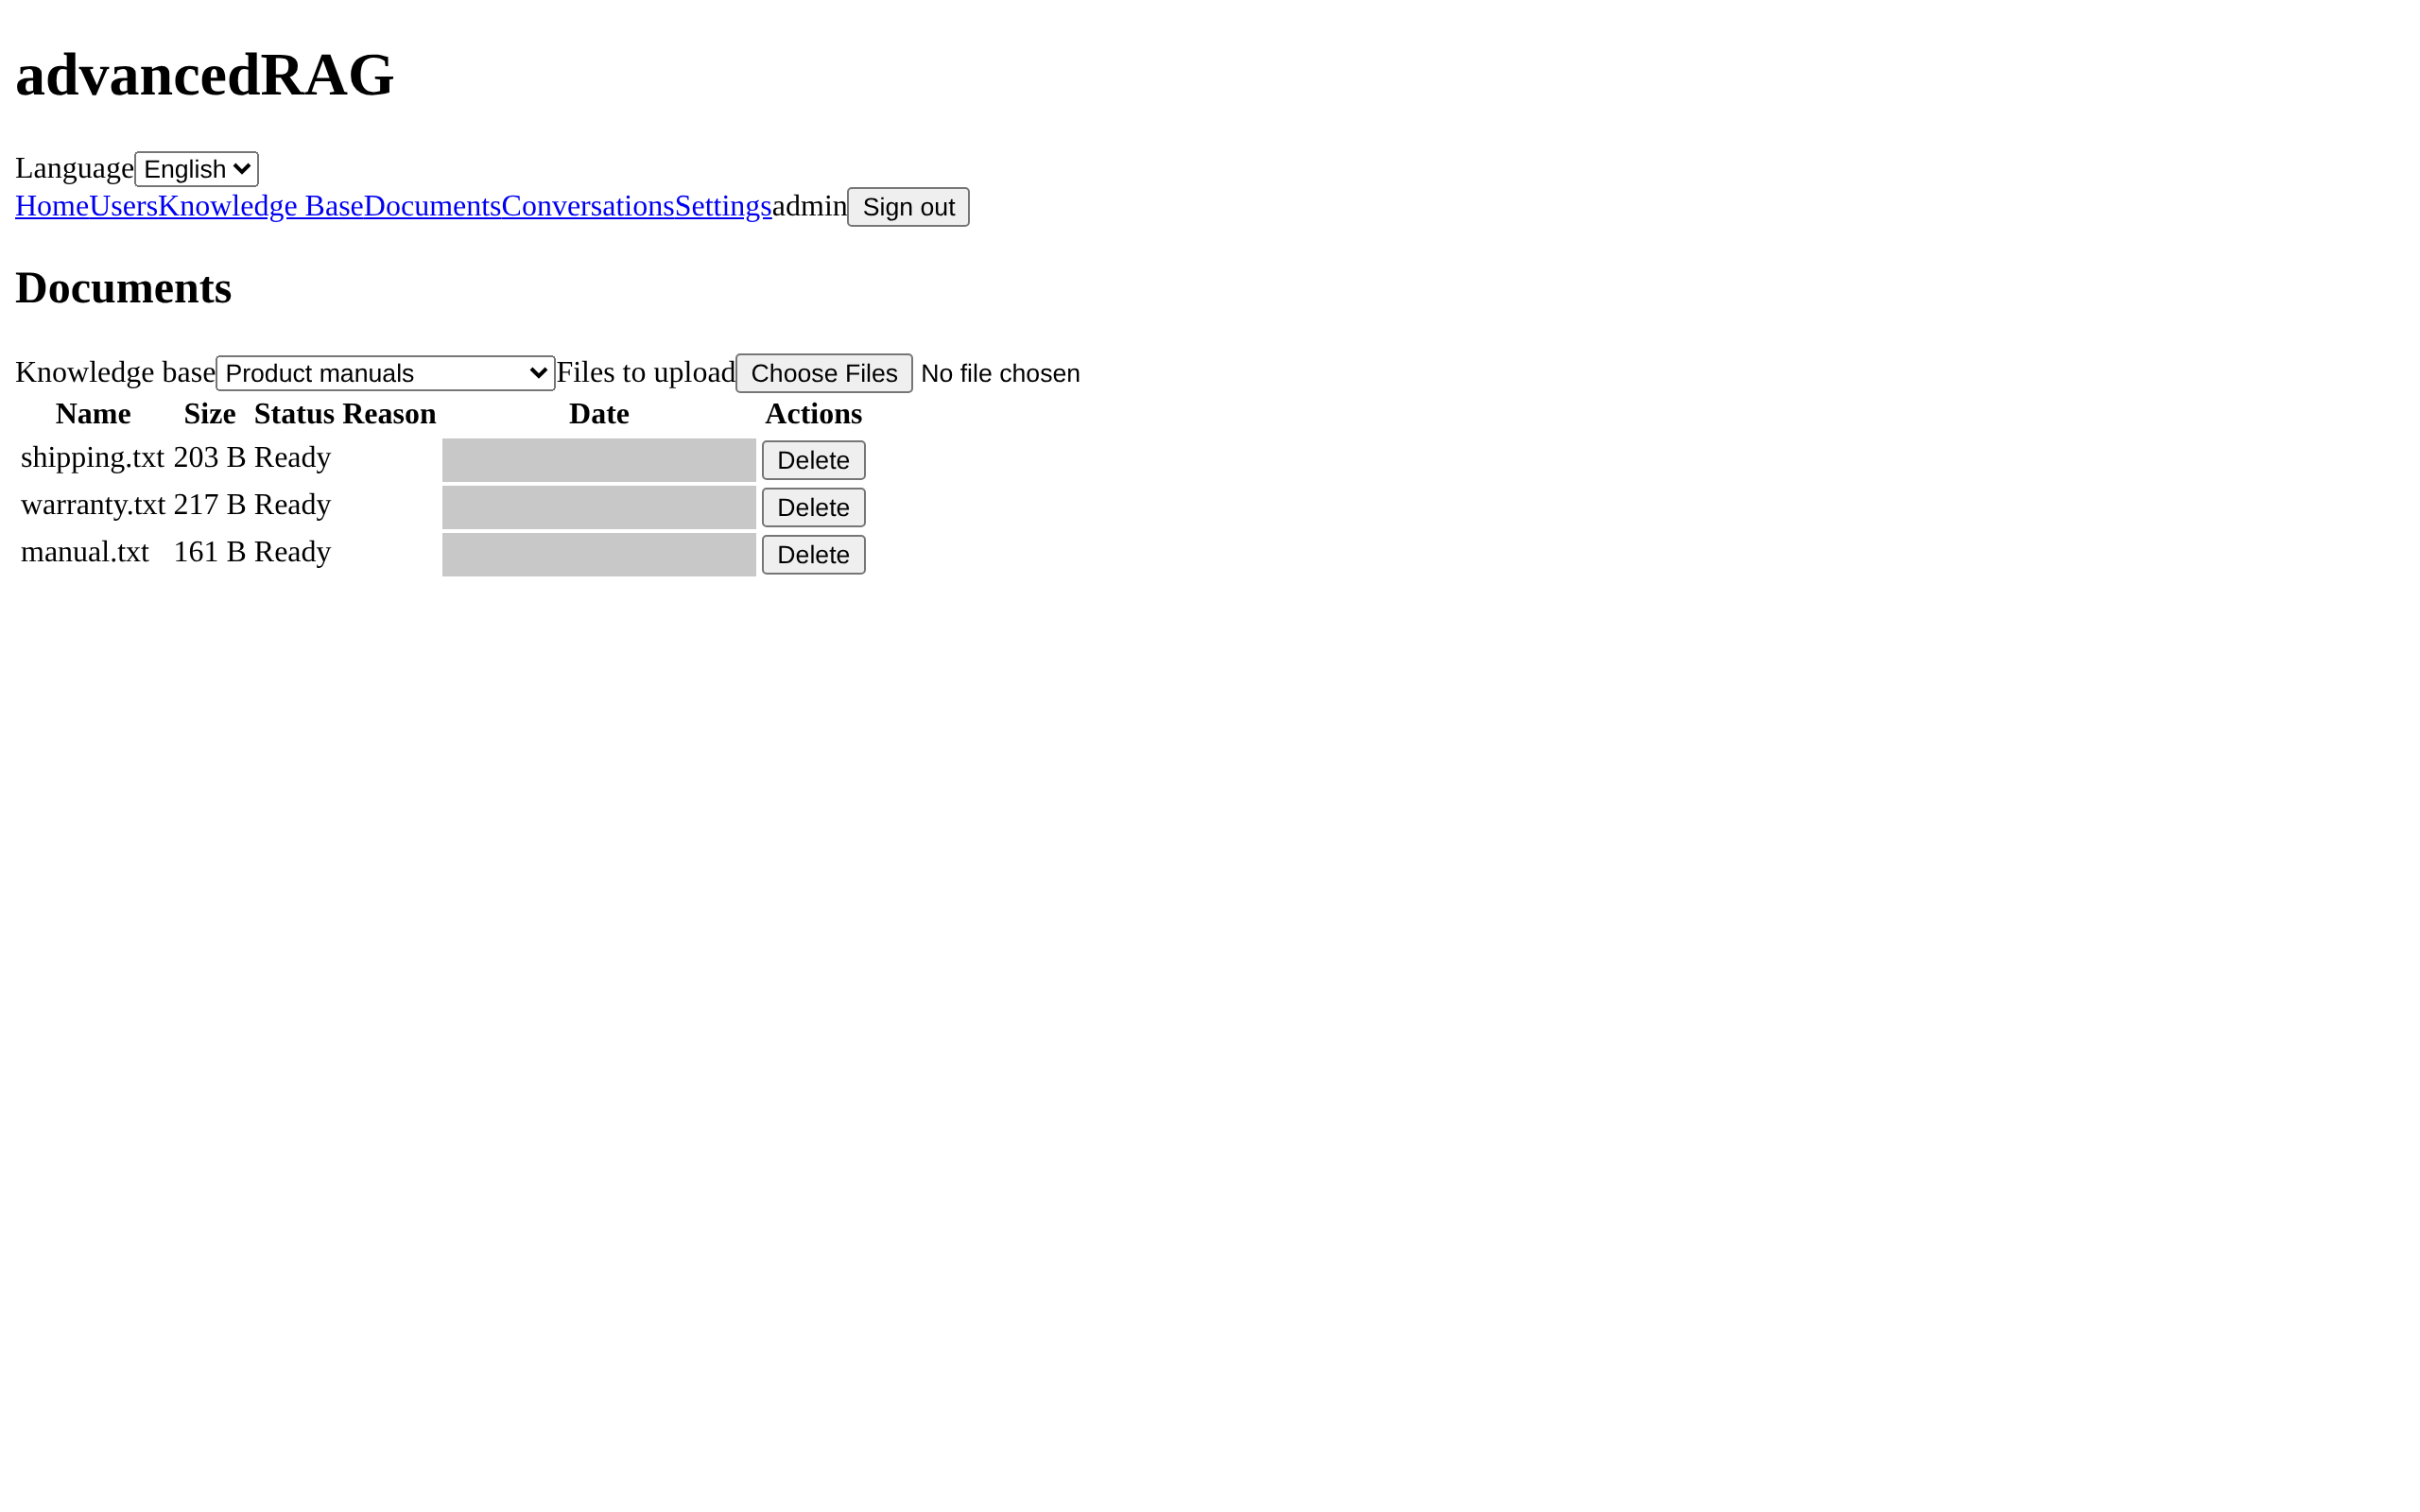 advancedRAG
Language English
HomeUsersKnowledge BaseDocumentsConversationsSettingsadmin Sign out
Documents
Knowledge base Product manuals Files to upload Choose Files No file chosen
Name Size Status Reason Date Actions
shipping.txt 203 B Ready Delete
warranty.txt 217 B Ready Delete
manual.txt 161 B Ready Delete